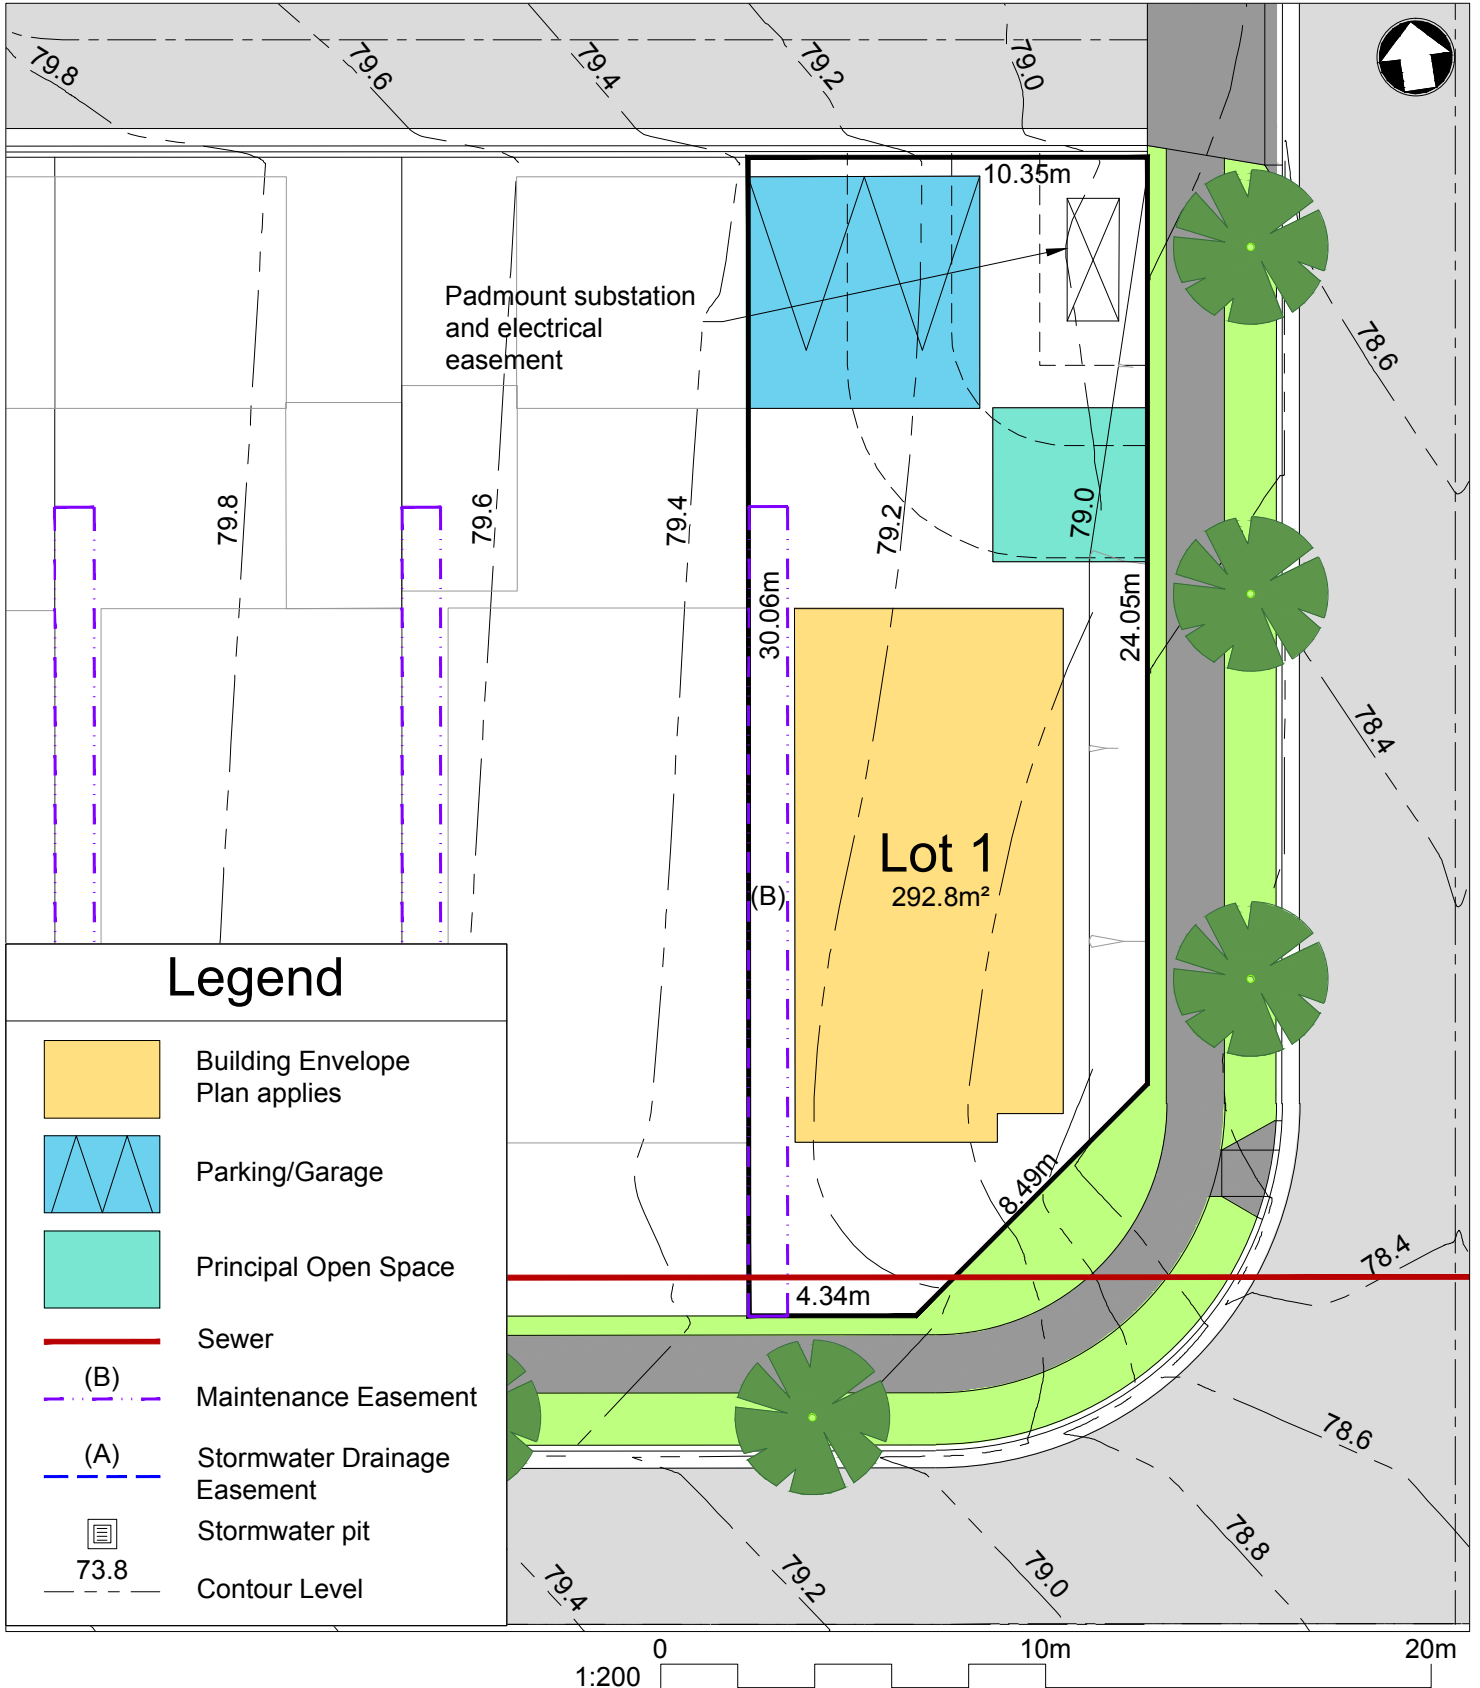 79.8
79.6
79.4
79.2
79.0
10.35m
Padmount substation
and electrical
easement
78.6
79.8
79.6
79.4
79.2
79.0
30.06m
24.05m
78.4
Lot 1
292.8m²
(B)
8.49m
4.34m
78.4
78.6
78.8
79.0
79.2
79.4
Legend
Building Envelope
Plan applies
Parking/Garage
Principal Open Space
Sewer
(B)
Maintenance Easement
(A)
Stormwater Drainage
Easement
Stormwater pit
73.8
Contour Level
0
10m
20m
1:200